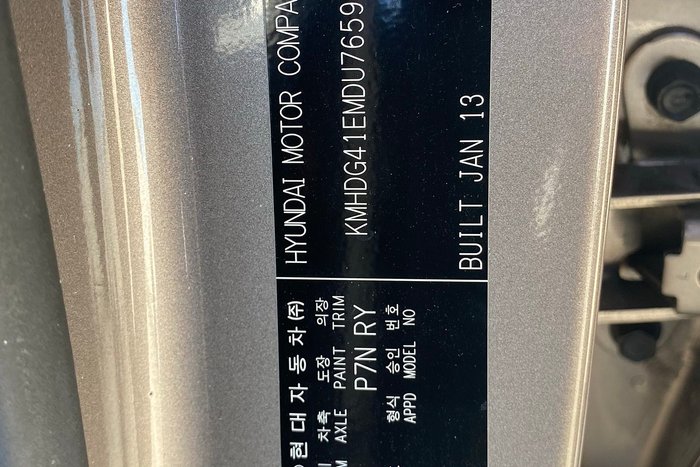 현대자동차 (주) HYUNDAI MOTOR COMPA
차축 도장 의장
AXLE PAINT TRIM
KMHDG41EMDU7659
P7N RY
형식 승인 번호
APPD MODEL NO
BUILT JAN 13